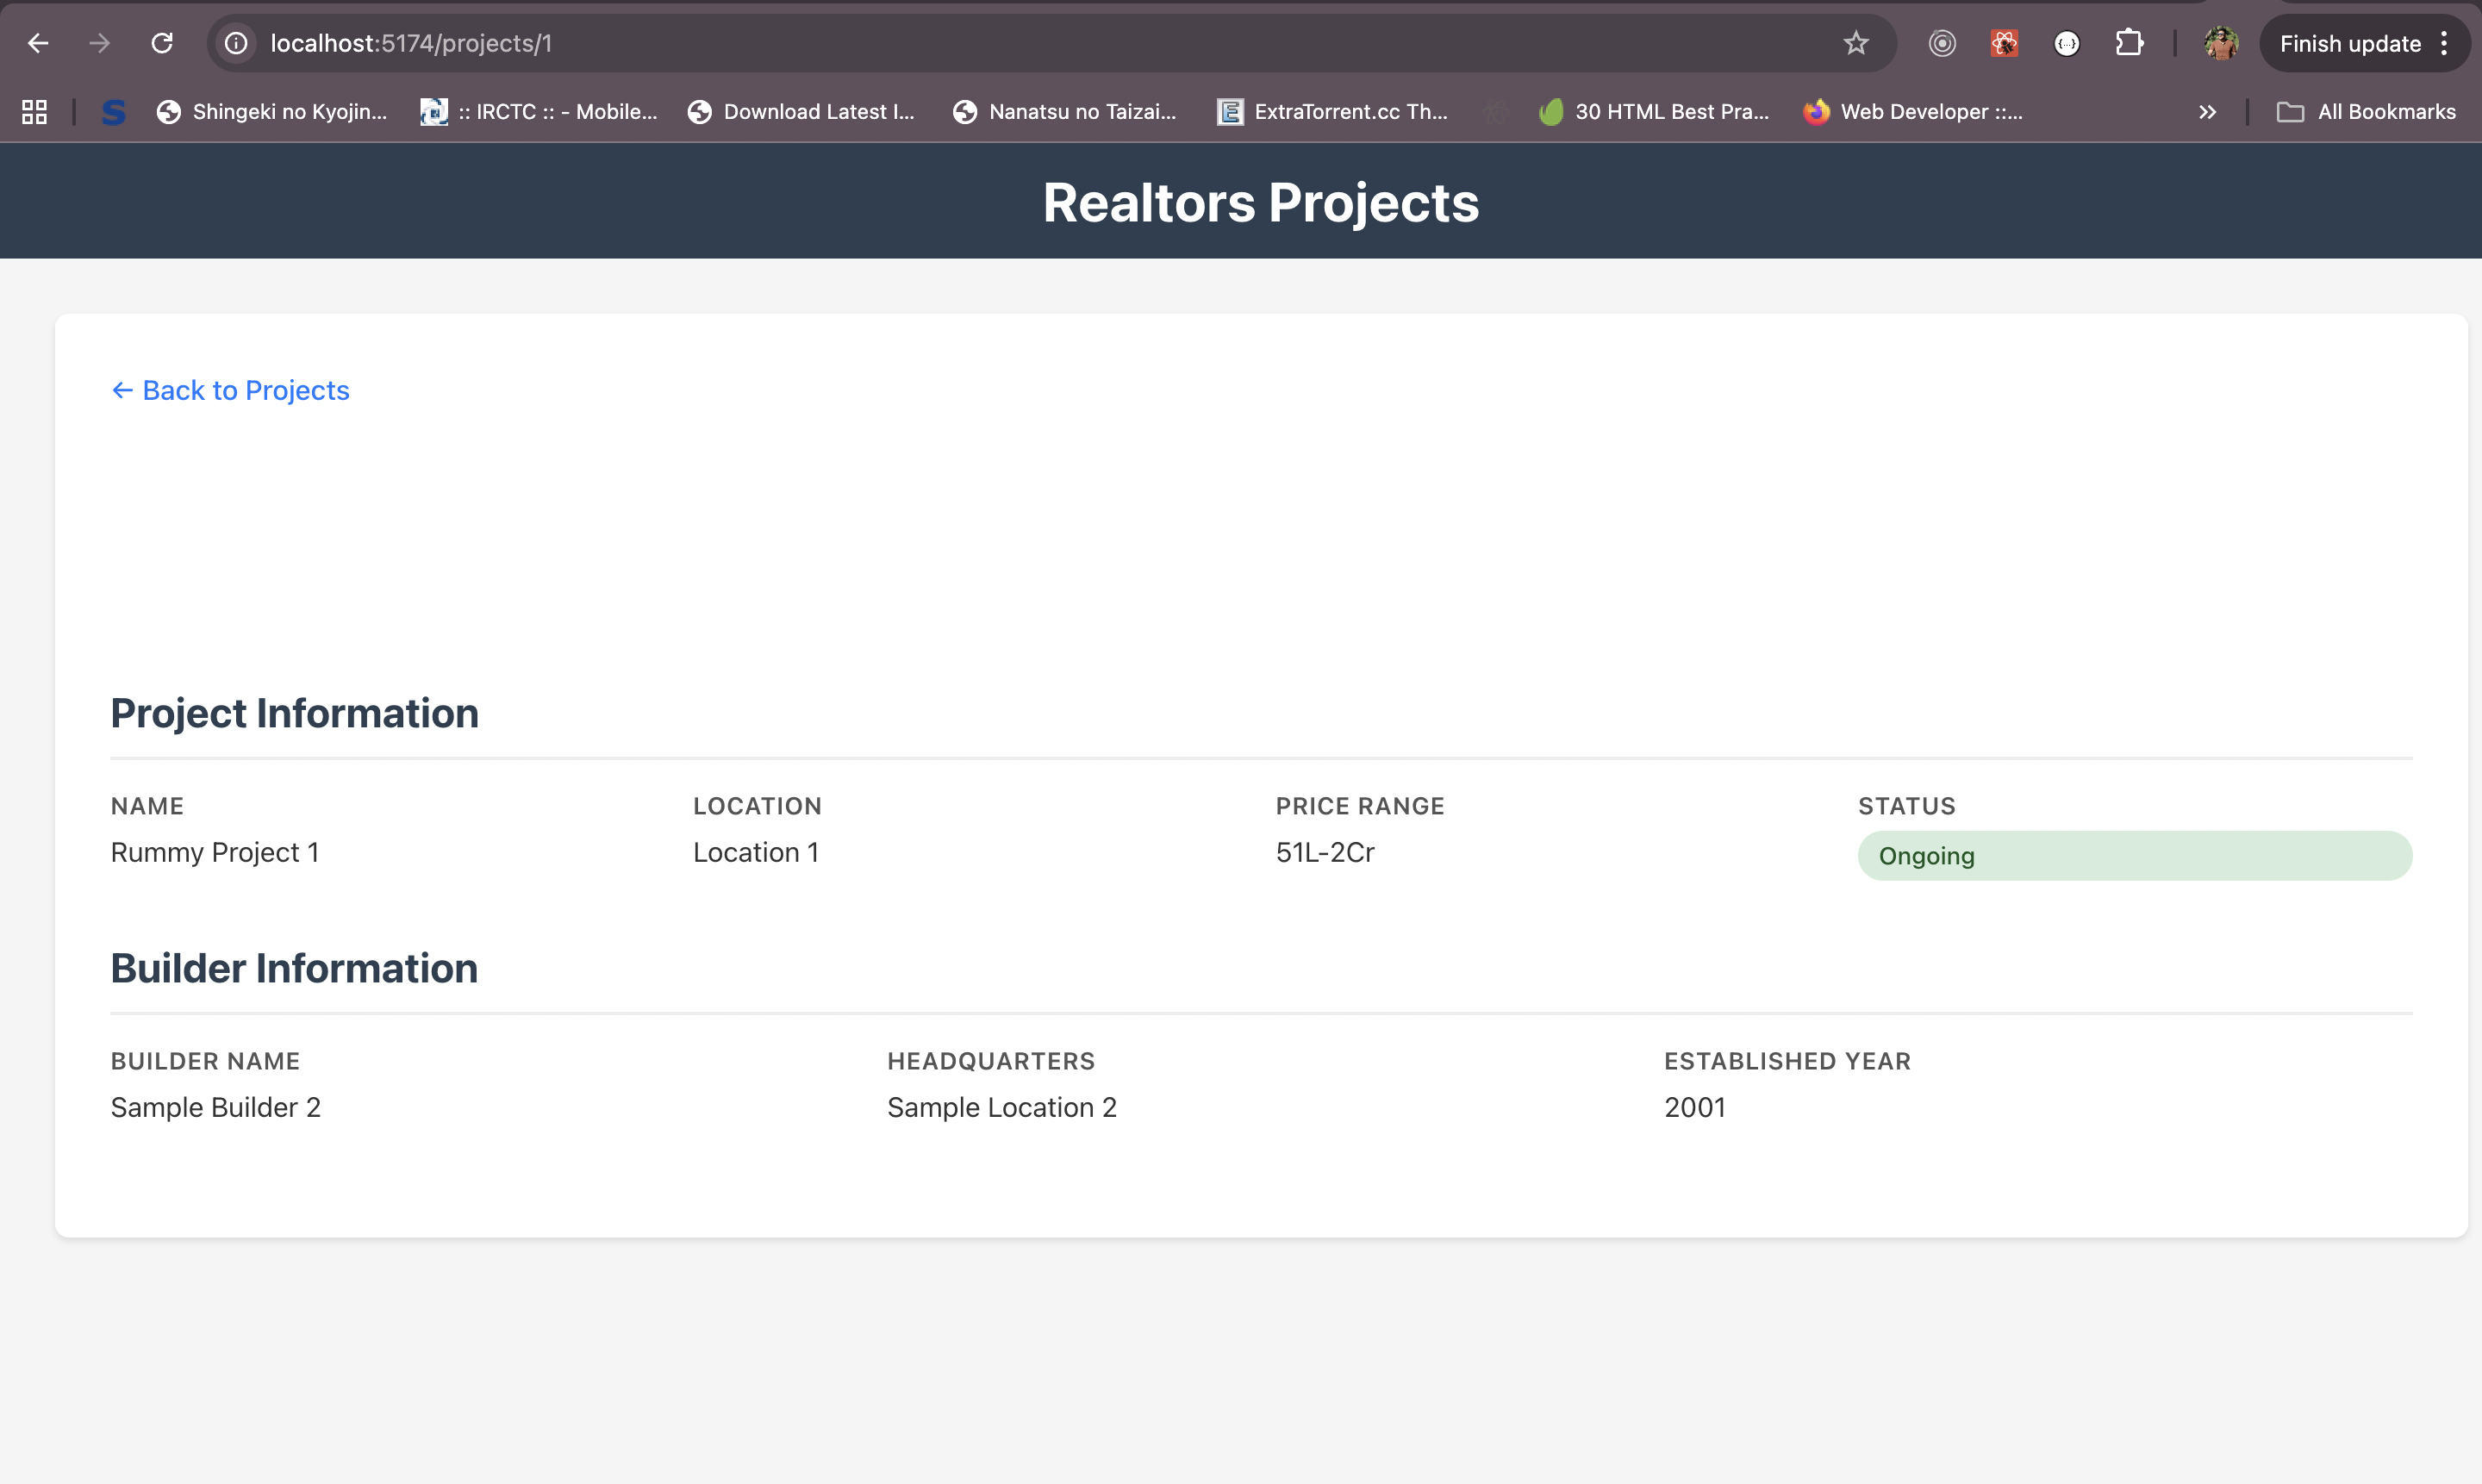 localhost:5174/projects/1
Finish update
Shingeki no Kyojin... :: IRCTC :: - Mobile... Download Latest I... Nanatsu no Taizai... ExtraTorrent.cc Th... 30 HTML Best Pra... Web Developer ::... All Bookmarks
Realtors Projects
← Back to Projects
Project Information
NAME LOCATION PRICE RANGE STATUS
Rummy Project 1 Location 1 51L-2Cr Ongoing
Builder Information
BUILDER NAME HEADQUARTERS ESTABLISHED YEAR
Sample Builder 2 Sample Location 2 2001